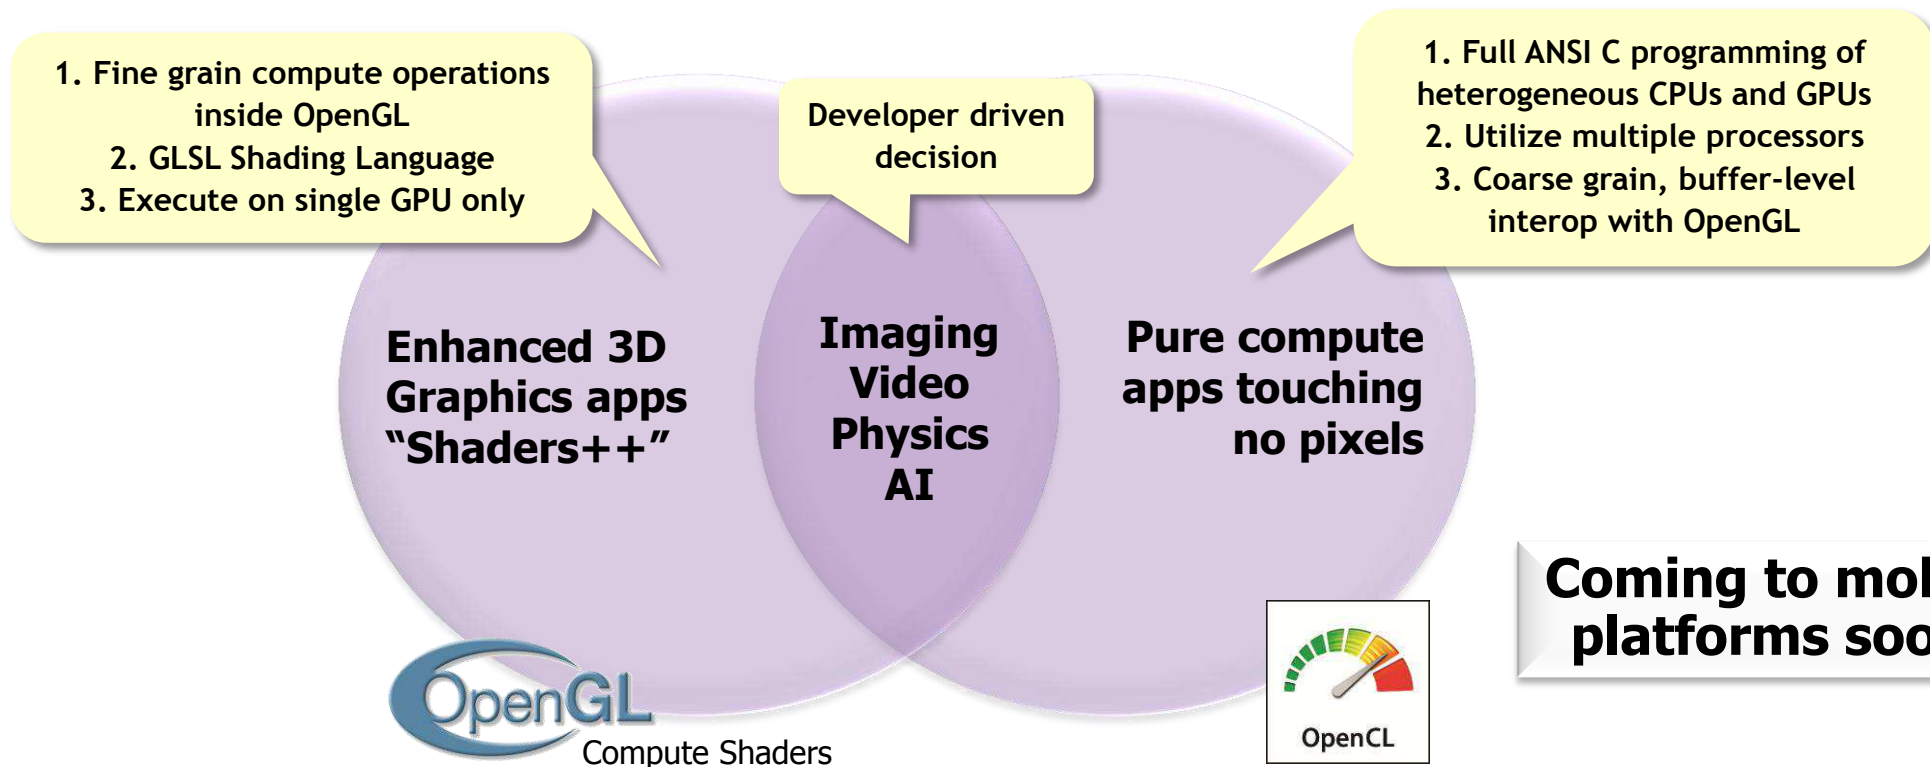 1. Fine grain compute operations
inside OpenGL
2. GLSL Shading Language
3. Execute on single GPU only
Developer driven
decision
1. Full ANSI C programming of
heterogeneous CPUs and GPUs
2. Utilize multiple processors
3. Coarse grain, buffer-level
interop with OpenGL
Enhanced 3D
Graphics apps
“Shaders++”
Imaging
Video
Physics
AI
Pure compute
apps touching
no pixels
Coming to
platforms
OpenGL
Compute Shaders
OpenCL